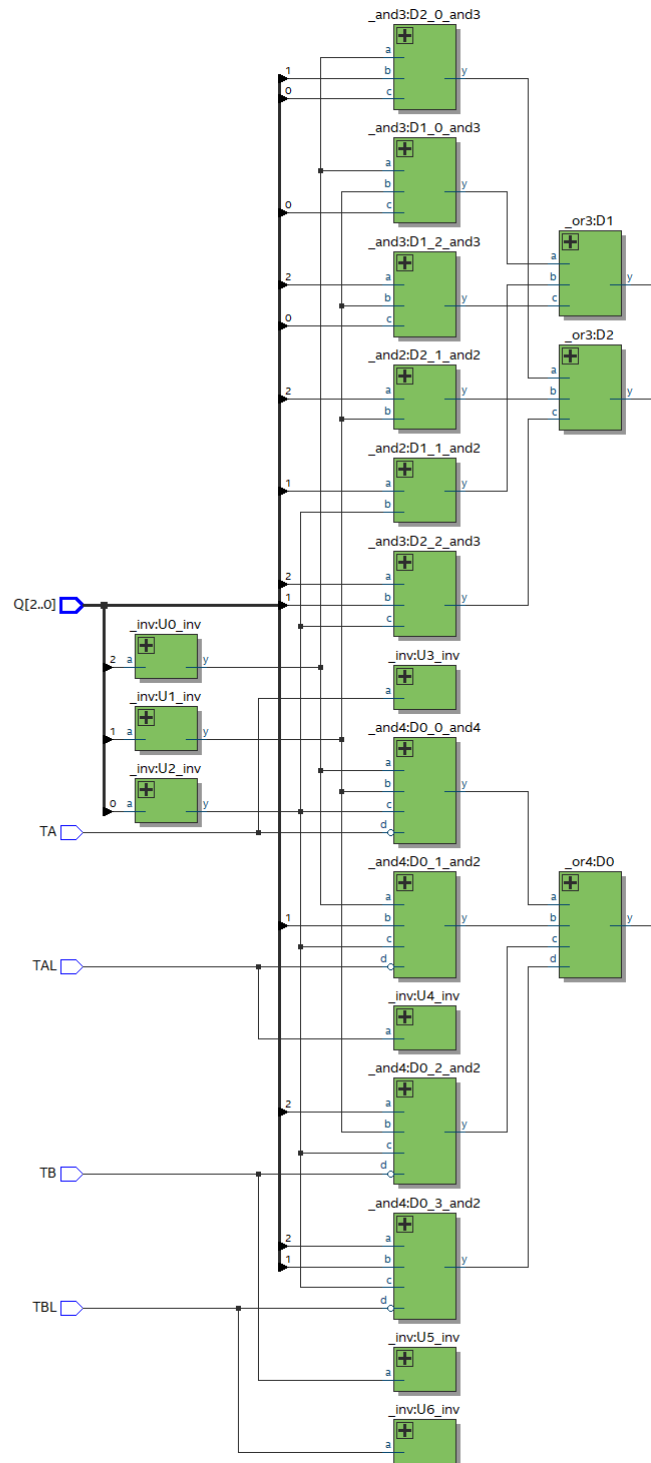 _and3:D2_0_and3
a
1
b
y
0
c
_and3:D1_0_and3
a
b
y
0
c
_or3:D1
_and3:D1_2_and3
a
2
a
b
y
b
y
c
0
c
_or3:D2
_and2:D2_1_and2
a
2
a
y
b
y
b
c
_and2:D1_1_and2
1
a
y
b
_and3:D2_2_and3
2
a
Q[2..0]
1
b
y
c
_inv:U0_inv
2
a
y
_inv:U3_inv
a
_inv:U1_inv
1
a
y
_and4:D0_0_and4
a
b
y
c
d
_inv:U2_inv
0
a
y
TA
_or4:D0
_and4:D0_1_and2
a
1
b
y
c
d
a
b
y
c
d
TAL
_inv:U4_inv
a
_and4:D0_2_and2
2
a
b
y
c
d
TB
_and4:D0_3_and2
2
a
1
b
y
c
d
TBL
_inv:U5_inv
a
_inv:U6_inv
a